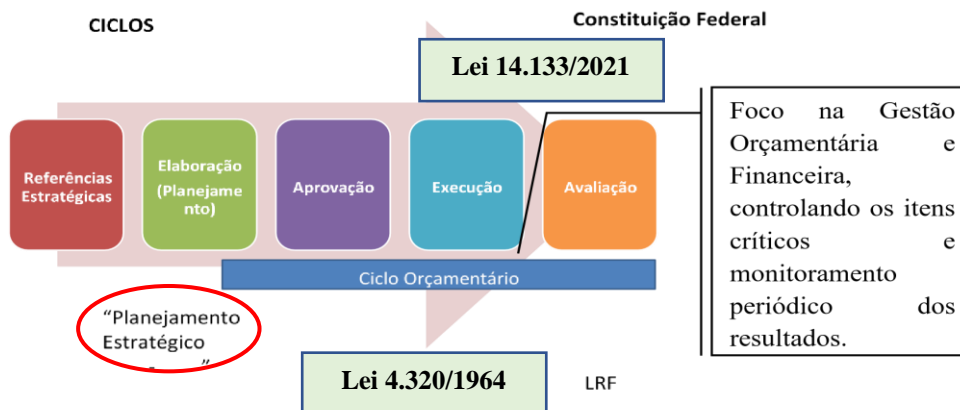 CICLOS
Constituição Federal
Lei 14.133/2021
Referências
Estratégicas
Elaboração
(Planejame
nto)
Aprovação
Execução
Avaliação
Foco na Gestão
Orçamentária e
Financeira,
controlando os itens
críticos e
monitoramento
periódico dos
resultados.
Ciclo Orçamentário
“Planejamento
Estratégico
”
Lei 4.320/1964
LRF